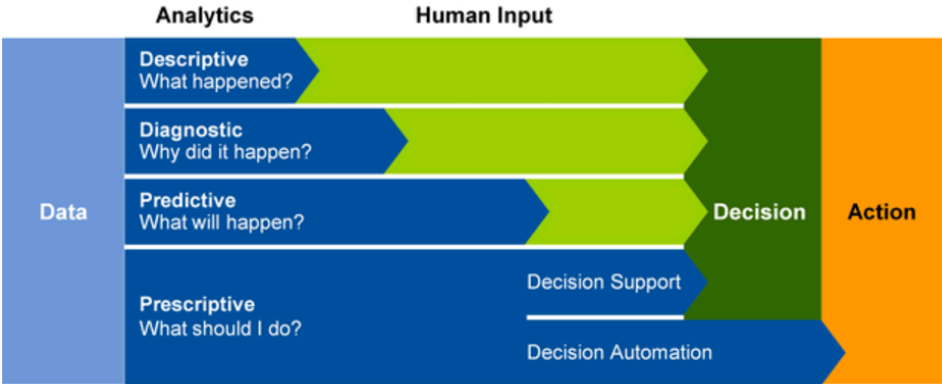 Analytics
Human Input
Descriptive
What happened?
Diagnostic
Why did it happen?
Predictive
What will happen?
Data
Decision
Action
Decision Support
Prescriptive
What should I do?
Decision Automation